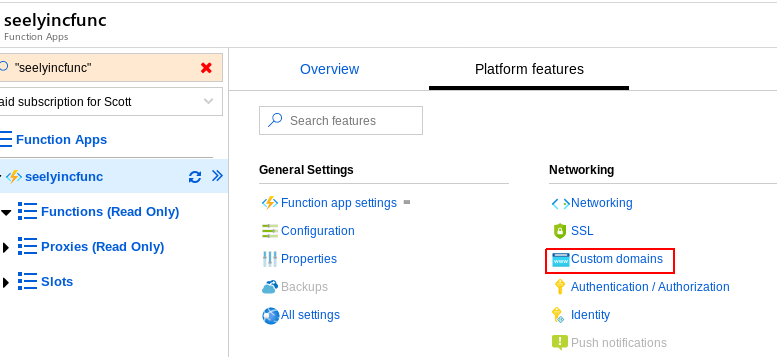 seelyincfunc
Function Apps
"seelyincfunc"
aid subscription for Scott
Function Apps
seelyincfunc
Functions (Read Only)
Proxies (Read Only)
Slots
Overview
Platform features
Search features
General Settings
Function app settings
Configuration
Properties
Backups
All settings
Networking
Networking
SSL
www
Custom domains
Authentication / Authorization
Identity
Push notifications